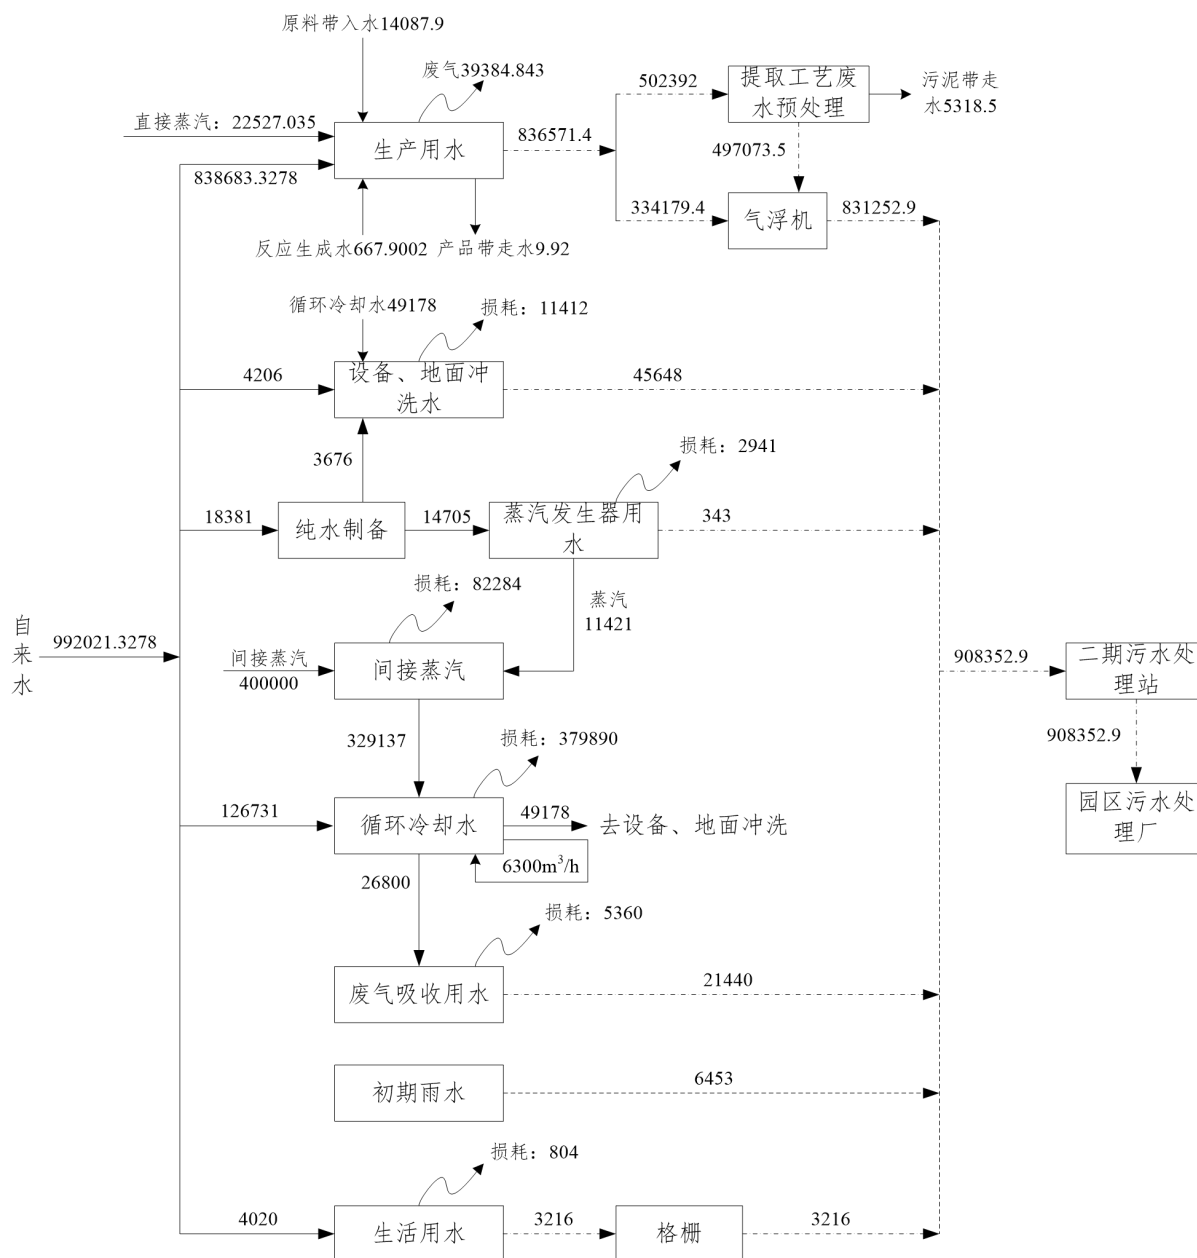 原料带入水14087.9
废气39384.843
直接蒸汽：22527.035
生产用水
838683.3278
反应生成水667.9002
产品带走水9.92
836571.4
502392
提取工艺废
水预处理
污泥带走
水5318.5
497073.5
334179.4
气浮机
831252.9
循环冷却水49178
损耗：11412
4206
设备、地面冲
洗水
45648
3676
损耗：2941
18381
纯水制备
14705
蒸汽发生器用
水
343
损耗：82284
蒸汽
11421
自
来
水
992021.3278
间接蒸汽
400000
间接蒸汽
908352.9
二期污水处
理站
329137
损耗：379890
908352.9
126731
循环冷却水
49178
去设备、地面冲洗
6300m³/h
园区污水处
理厂
26800
损耗：5360
废气吸收用水
21440
初期雨水
6453
损耗：804
4020
生活用水
3216
格栅
3216